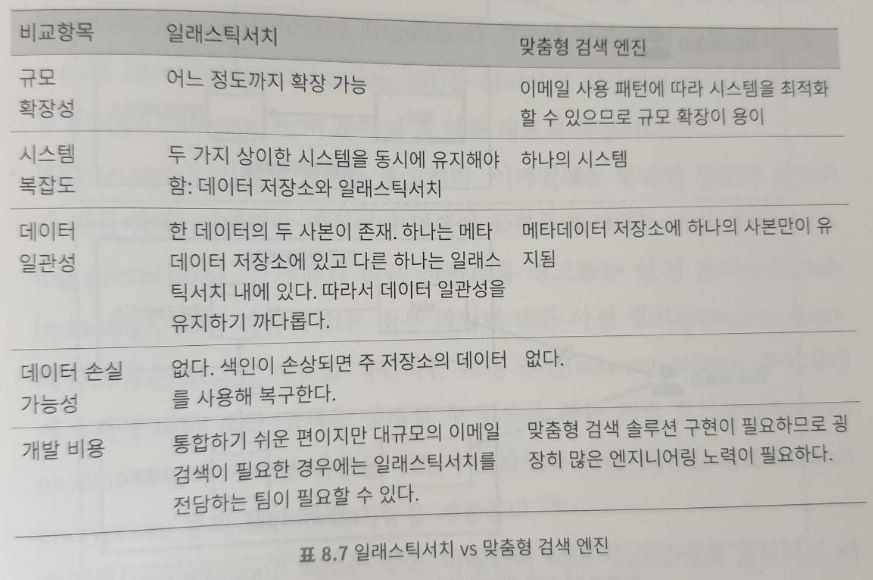 비교항목 일래스틱서치 맞춤형 검색 엔진
규모
확장성
어느 정도까지 확장 가능
이메일 사용 패턴에 따라 시스템을 최적화
할 수 있으므로 규모 확장이 용이
시스템
복잡도
두 가지 상이한 시스템을 동시에 유지해야
함: 데이터 저장소와 일래스틱서치
하나의 시스템
데이터
일관성
한 데이터의 두 사본이 존재. 하나는 메타
데이터 저장소에 있고 다른 하나는 일래스
틱서치 내에 있다. 따라서 데이터 일관성을
유지하기 까다롭다.
메타데이터 저장소에 하나의 사본만이 유
지됨
데이터 손실
가능성
없다. 색인이 손상되면 주 저장소의 데이터
를 사용해 복구한다.
없다.
개발 비용
통합하기 쉬운 편이지만 대규모의 이메일
검색이 필요한 경우에는 일래스틱서치를
전담하는 팀이 필요할 수 있다.
맞춤형 검색 솔루션 구현이 필요하므로 굉
장히 많은 엔지니어링 노력이 필요하다.
표 8.7 일래스틱서치 vs 맞춤형 검색 엔진